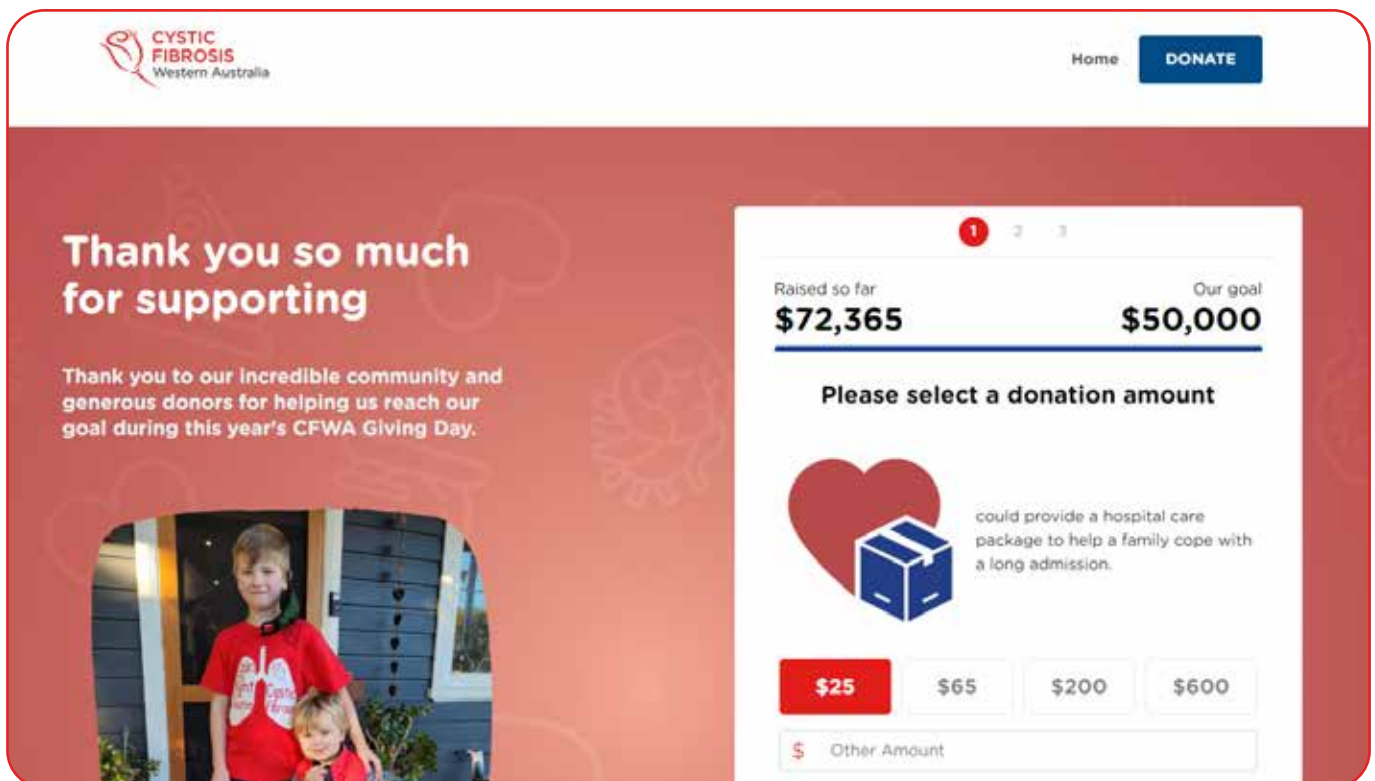 CYSTIC
FIBROSIS
Western Australia
Home
DONATE
Thank you so much
for supporting
Thank you to our incredible community and
generous donors for helping us reach our
goal during this year's CFWA Giving Day.
1 2 3
Raised so far
Our goal
$72,365
$50,000
Please select a donation amount
could provide a hospital care
package to help a family cope with
a long admission.
$25 $65 $200 $600
$ Other Amount
Cystic
Fibrosis